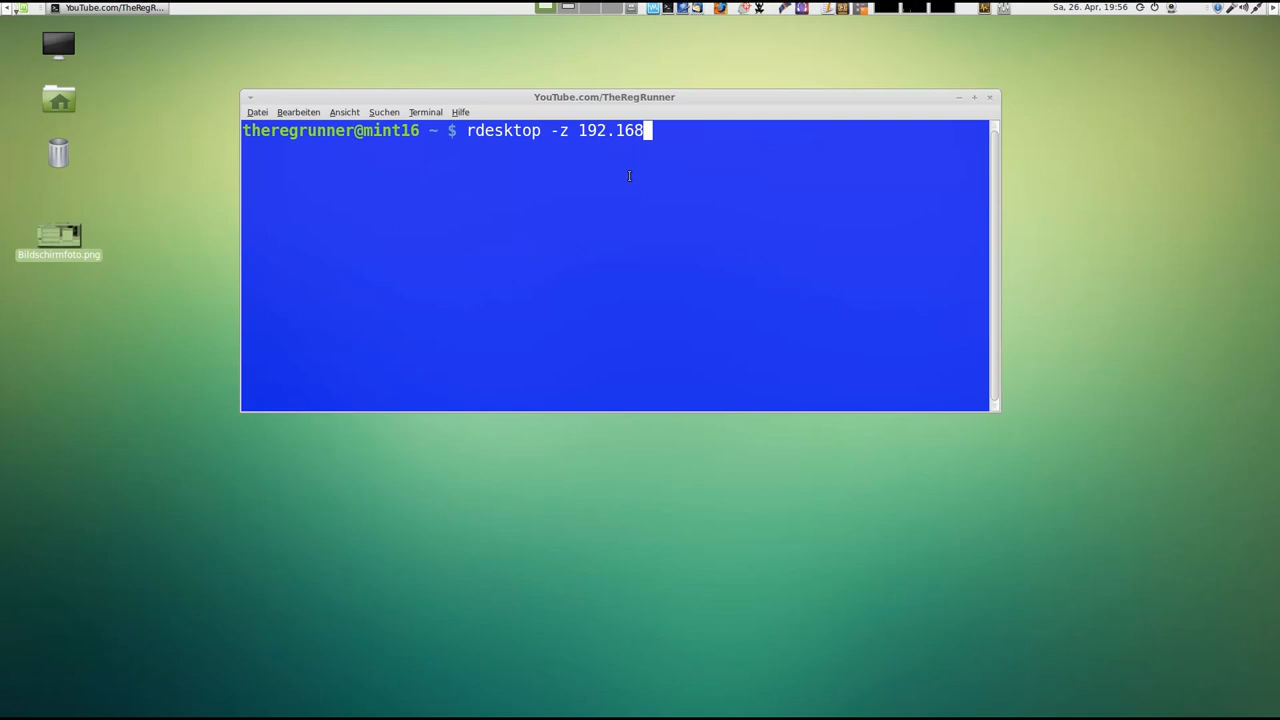 YouTube.com/TheRegR...
Sa, 26. Apr, 19:56
YouTube.com/TheRegRunner
Datei Bearbeiten Ansicht Suchen Terminal Hilfe
theregrunner@mint16 ~ $ rdesktop -z 192.168
Bildschirmfoto.png